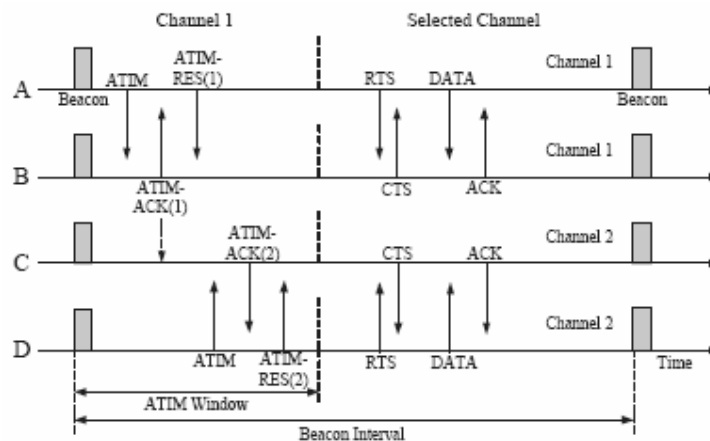 Channel 1
Selected Channel
ATIM-
RES(1)
ATIM
RTS
DATA
Channel 1
A
Beacon
Beacon
Channel 1
B
ATIM-
ACK(1)
CTS
ACK
ATIM-
ACK(2)
CTS
ACK
Channel 2
C
Channel 2
D
ATIM
ATIM-
RES(2)
RTS
DATA
Time
ATIM Window
Beacon Interval